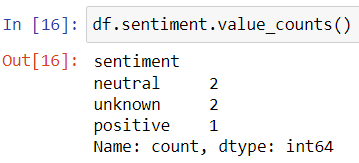 In [16]: df.sentiment.value_counts()
Out[16]: sentiment
neutral 2
unknown 2
positive 1
Name: count, dtype: int64